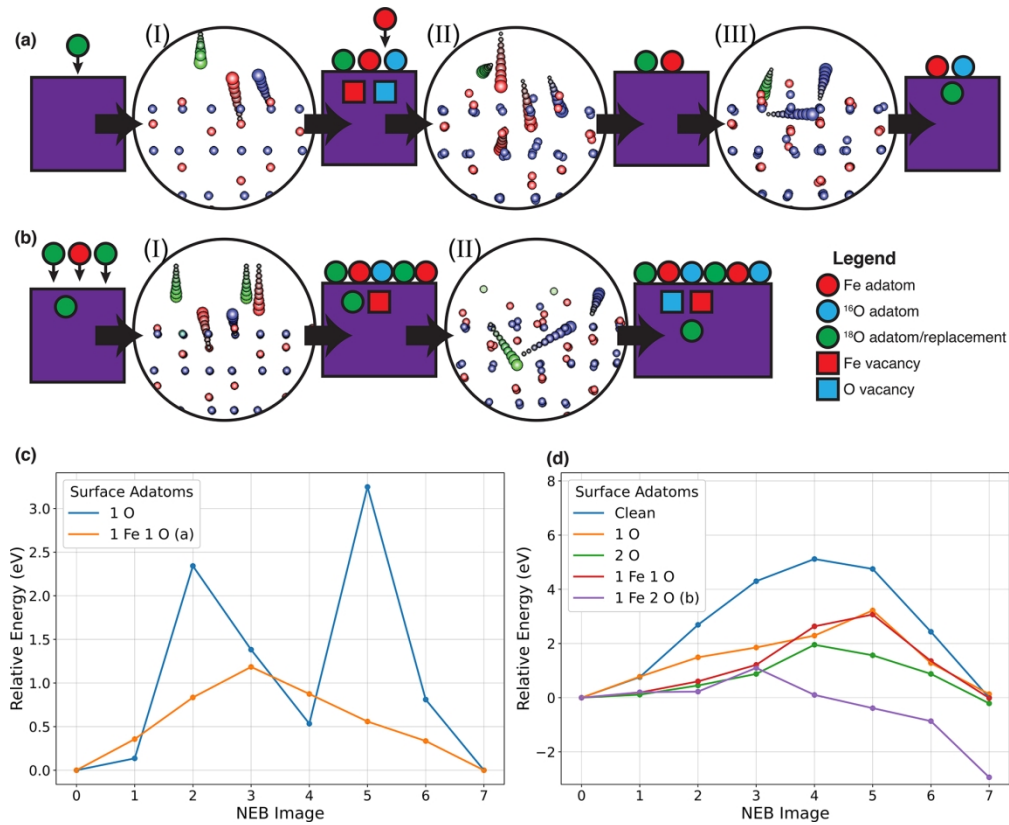 (a)
(I)
(II)
(III)
(b)
(I)
(II)
Legend
Fe adatom
¹⁶O adatom
¹⁸O adatom/replacement
Fe vacancy
O vacancy
(c)
Surface Adatoms
1 O
1 Fe 1 O (a)
Relative Energy (eV)
3.0
2.5
2.0
1.5
1.0
0.5
0.0
0 1 2 3 4 5 6 7
NEB Image
(d)
Surface Adatoms
Clean
1 O
2 O
1 Fe 1 O
1 Fe 2 O (b)
Relative Energy (eV)
8
6
4
2
0
−2
0 1 2 3 4 5 6 7
NEB Image